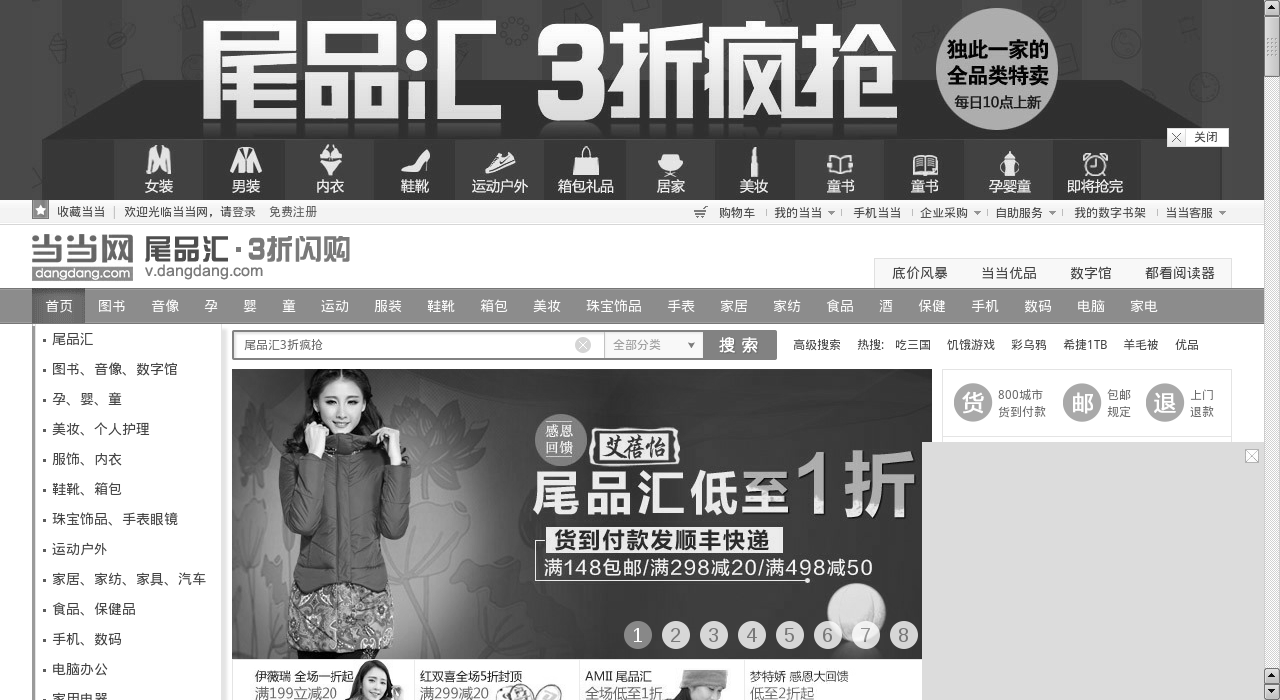 尾品汇 3折疯抢
独此一家的
全品类特卖
每日10点上新
关闭
女装 男装 内衣 鞋靴 运动户外 箱包礼品 居家 美妆 童书 童书 孕婴童 即将抢完
收藏当当 欢迎光临当当网，请登录 免费注册 购物车 我的当当 手机当当 企业采购 自助服务 我的数字书架 当当客服
当当网 尾品汇·3折闪购
dangdang.com v.dangdang.com
底价风暴 当当优品 数字馆 都看阅读器
首页 图书 音像 孕 婴 童 运动 服装 鞋靴 箱包 美妆 珠宝饰品 手表 家居 家纺 食品 酒 保健 手机 数码 电脑 家电
尾品汇
图书、音像、数字馆
孕、婴、童
美妆、个人护理
服饰、内衣
鞋靴、箱包
珠宝饰品、手表眼镜
运动户外
家居、家纺、家具、汽车
食品、保健品
手机、数码
电脑办公
家用电器
尾品汇3折疯抢 全部分类 搜索 高级搜索 热搜: 吃三国 饥饿游戏 彩乌鸦 希捷1TB 羊毛被 优品
感恩
回馈
艾蓓怡
尾品汇低至1折
货到付款发顺丰快递
满148包邮/满298减20/满498减50
1 2 3 4 5 6 7 8
货 800城市
货到付款
邮 包邮
规定
退 上门
退款
伊薇瑞 全场一折起
满199立减20
红双喜全场5折封顶
满299减20
AMII 尾品汇
全场低至1折
梦特娇 感恩大回馈
低至2折起